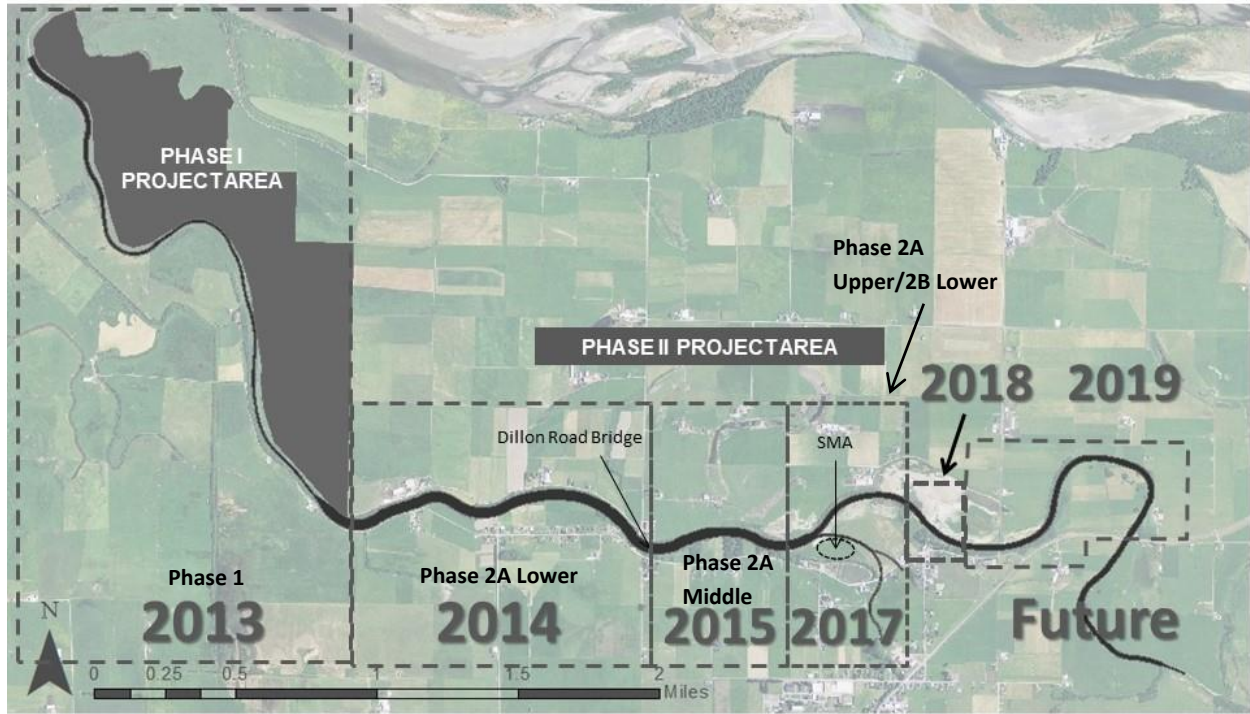 PHASE I
PROJECTAREA
Phase 2A
Upper/2B Lower
PHASE II PROJECTAREA
2018
2019
Dillon Road Bridge
SMA
Phase 1
2013
Phase 2A Lower
2014
Phase 2A
Middle
2015
2017
Future
N
0
0.25
0.5
1
1.5
2
Miles